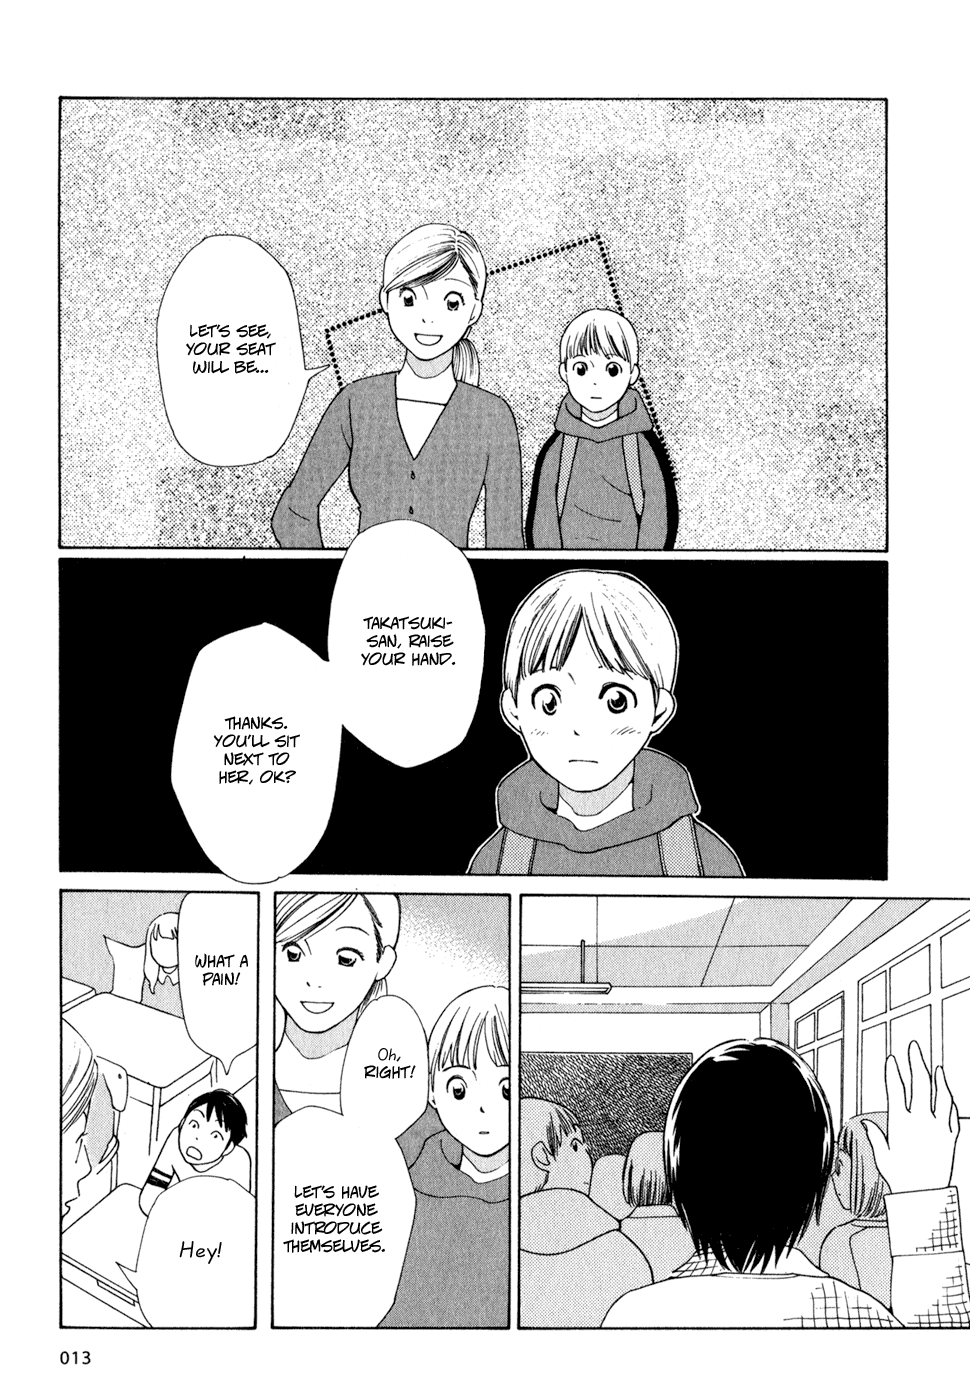 LET'S SEE,
YOUR SEAT
WILL BE...
TAKATSUKI-
SAN, RAISE
YOUR HAND.
THANKS.
YOU'LL SIT
NEXT TO
HER, OK?
Oh,
RIGHT!
LET'S HAVE
EVERYONE
INTRODUCE
THEMSELVES.
WHAT A
PAIN!
Hey!
013